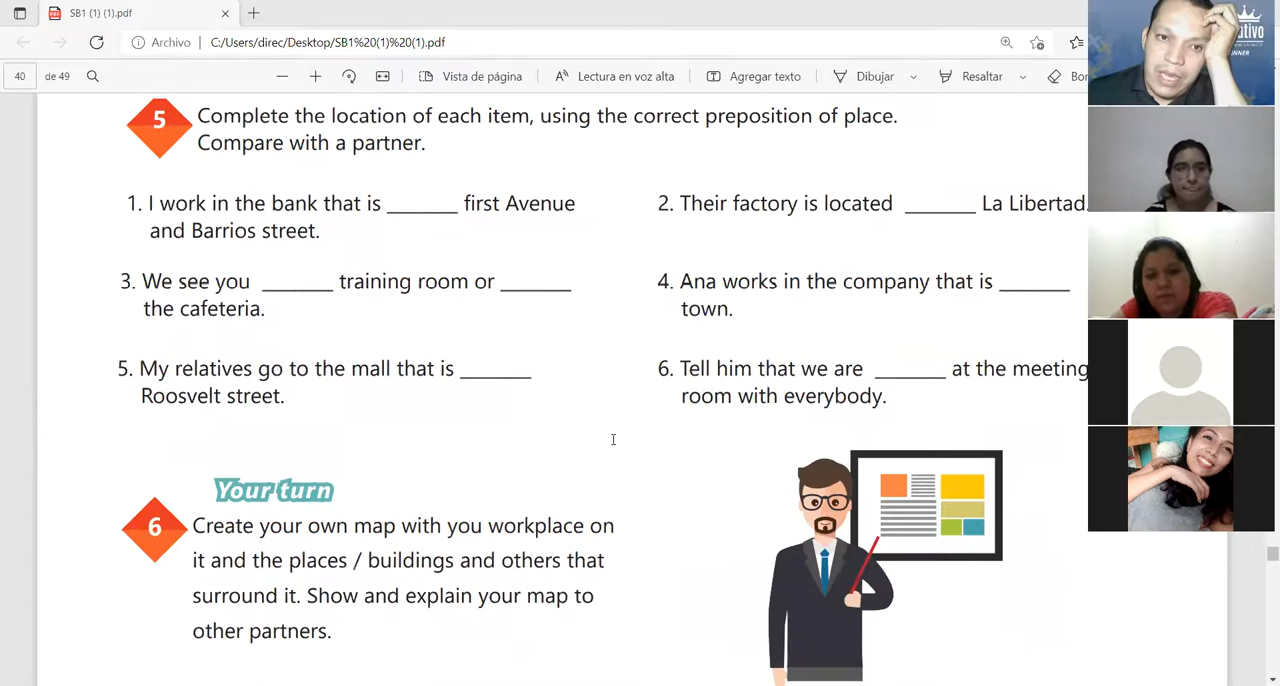 SB1 (1) (1).pdf
Archivo
C:/Users/direc/Desktop/SB1%20(1)%20(1).pdf
40
de 49
Vista de página
Lectura en voz alta
Agregar texto
Dibujar
Resaltar
5
Complete the location of each item, using the correct preposition of place.
Compare with a partner.
1. I work in the bank that is _______ first Avenue
and Barrios street.
2. Their factory is located _______ La Libertad.
3. We see you _______ training room or _______
the cafeteria.
4. Ana works in the company that is _______
town.
5. My relatives go to the mall that is _______
Roosvelt street.
6. Tell him that we are _______ at the meeting
room with everybody.
Your turn
6
Create your own map with you workplace on
it and the places / buildings and others that
surround it. Show and explain your map to
other partners.